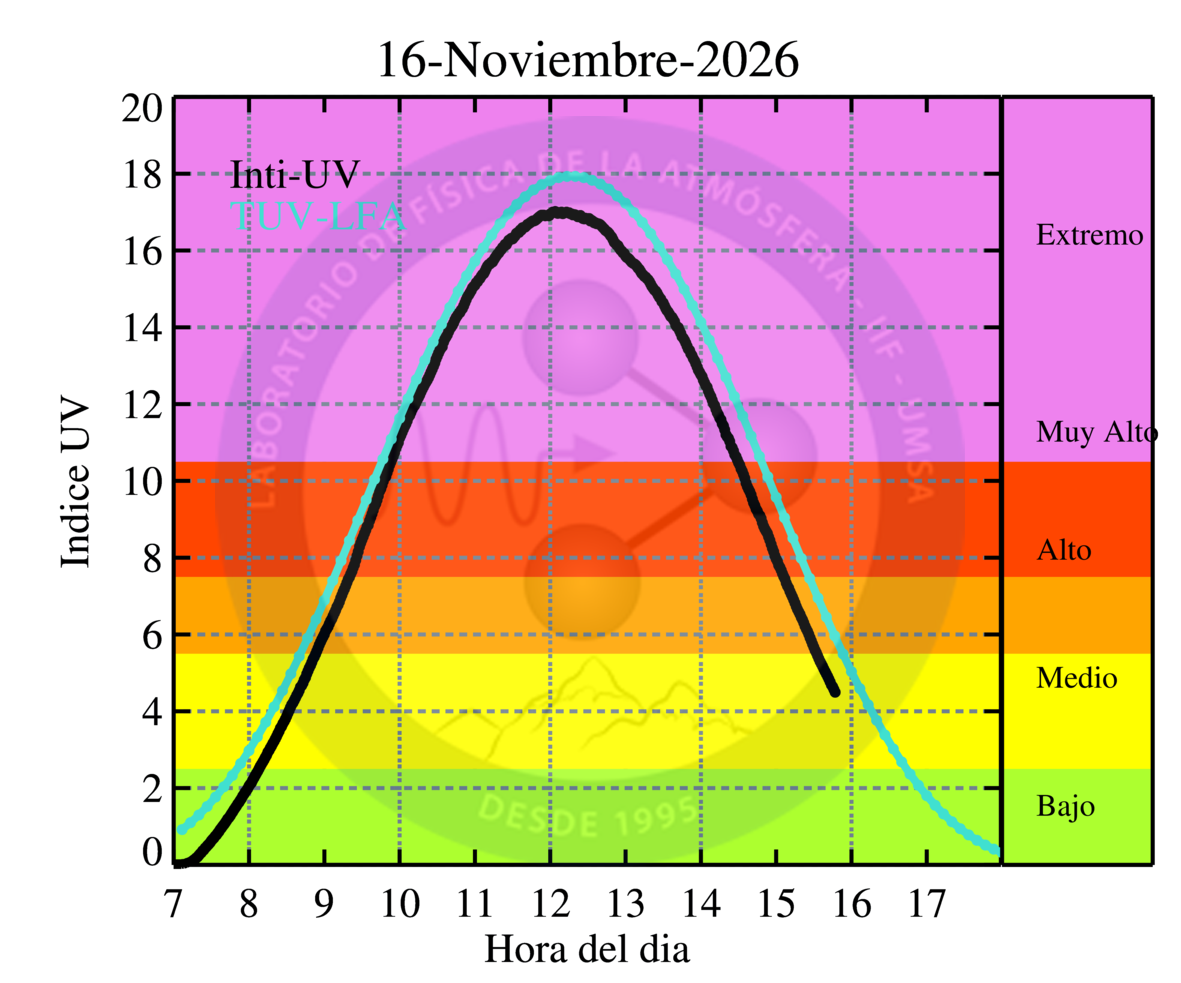 16-Noviembre-2026
20
18
16
14
12
10
8
6
4
2
0
Indice UV
Inti-UV
TUV-LFA
LABORATORIO DE FÍSICA DE LA ATMÓSFERA - IIF - UMSA
DESDE 1995
Extremo
Muy Alto
Alto
Medio
Bajo
7 8 9 10 11 12 13 14 15 16 17
Hora del dia